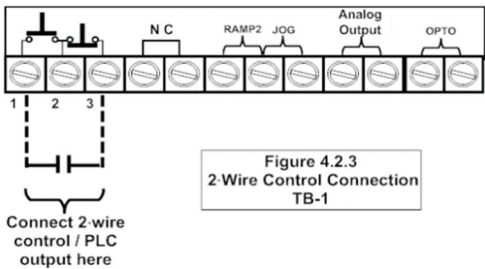 N C
RAMP2
JOG
Analog
Output
OPTO
1 2 3
Figure 4.2.3
2-Wire Control Connection
TB-1
Connect 2-wire
control / PLC
output here